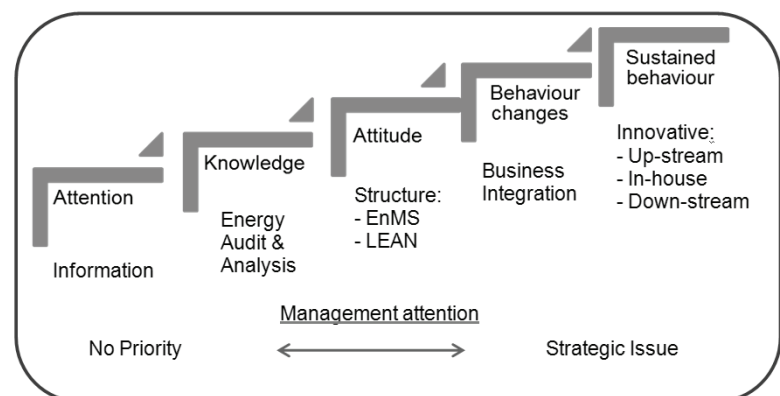 Attention
Information
Knowledge
Energy
Audit &
Analysis
Attitude
Structure:
- EnMS
- LEAN
Behaviour
changes
Business
Integration
Sustained
behaviour
Innovative:
- Up-stream
- In-house
- Down-stream
Management attention
No Priority
Strategic Issue